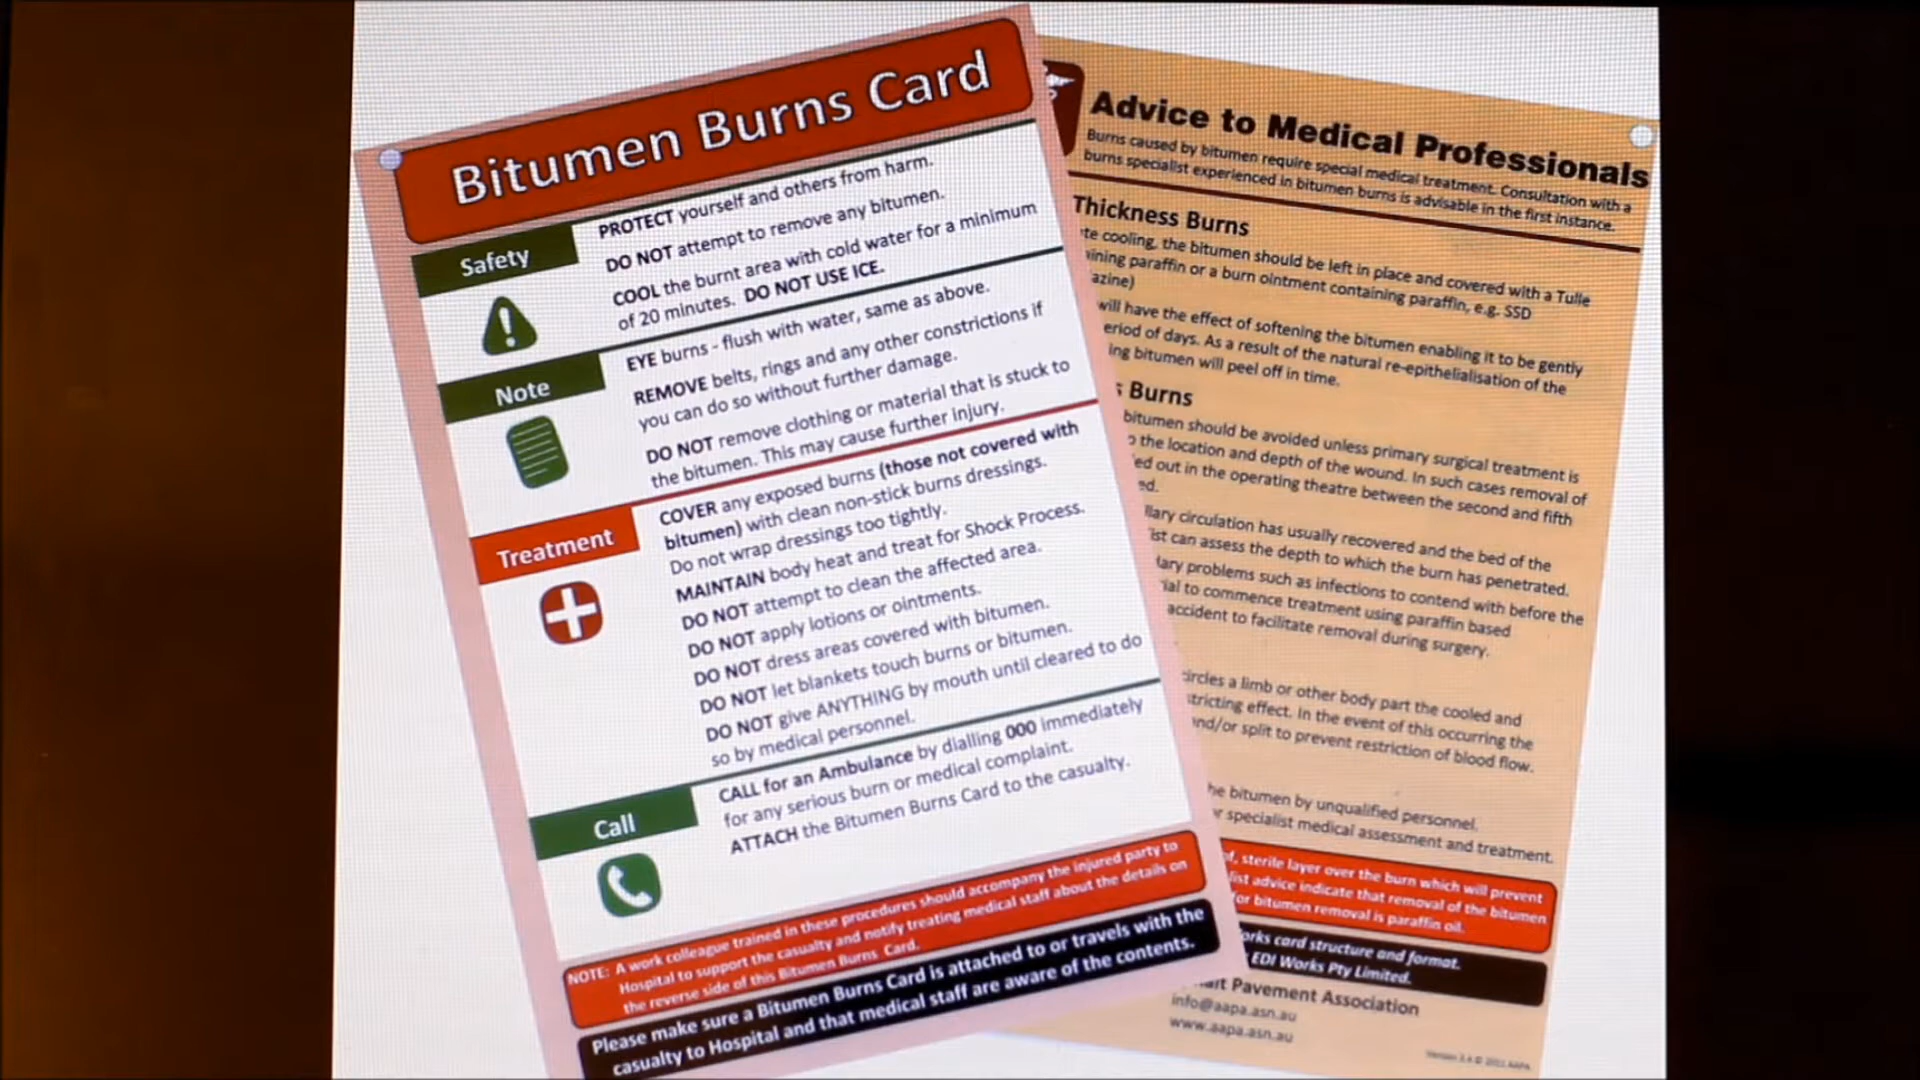 Bitumen Burns Card
Safety
PROTECT yourself and others from harm.
DO NOT attempt to remove any bitumen.
COOL the burnt area with cold water for a minimum
of 20 minutes. DO NOT USE ICE.
Note
EYE burns - flush with water, same as above.
REMOVE belts, rings and any other constrictions if
you can do so without further damage.
DO NOT remove clothing or material that is stuck to
the bitumen. This may cause further injury.
Treatment
COVER any exposed burns (those not covered with
bitumen) with clean non-stick burns dressings.
Do not wrap dressings too tightly.
MAINTAIN body heat and treat for Shock Process.
DO NOT attempt to clean the affected area.
DO NOT apply lotions or ointments.
DO NOT dress areas covered with bitumen.
DO NOT let blankets touch burns or bitumen.
DO NOT give ANYTHING by mouth until cleared to do
so by medical personnel.
Call
CALL for an Ambulance by dialling 000 immediately
for any serious burn or medical complaint.
ATTACH the Bitumen Burns Card to the casualty.
NOTE: A work colleague trained in these procedures should accompany the injured party to
Hospital to support the casualty and notify treating medical staff about the details on
the reverse side of this Bitumen Burns Card.
Please make sure a Bitumen Burns Card is attached to or travels with the
casualty to Hospital and that medical staff are aware of the contents.
Advice to Medical Professionals
Burns caused by bitumen require special medical treatment. Consultation with a
burns specialist experienced in bitumen burns is advisable in the first instance.
Thickness Burns
cooling, the bitumen should be left in place and covered with a Tulle
paraffin or a burn ointment containing paraffin, e.g. SSD
will have the effect of softening the bitumen enabling it to be gently
of days. As a result of the natural re-epithelialisation of the
bitumen will peel off in time.
Burns
bitumen should be avoided unless primary surgical treatment is
the location and depth of the wound. In such cases removal of
out in the operating theatre between the second and fifth
circulation has usually recovered and the bed of the
can assess the depth to which the burn has penetrated.
problems such as infections to contend with before the
to commence treatment using paraffin based
accident to facilitate removal during surgery.
a limb or other body part the cooled and
effect. In the event of this occurring the
and/or split to prevent restriction of blood flow.
the bitumen by unqualified personnel.
specialist medical assessment and treatment.
sterile layer over the burn which will prevent
advice indicate that removal of the bitumen
for bitumen removal is paraffin oil.
card structure and format.
EDI Works Pty Limited.
Pavement Association
info@aapa.asn.au
www.aapa.asn.au